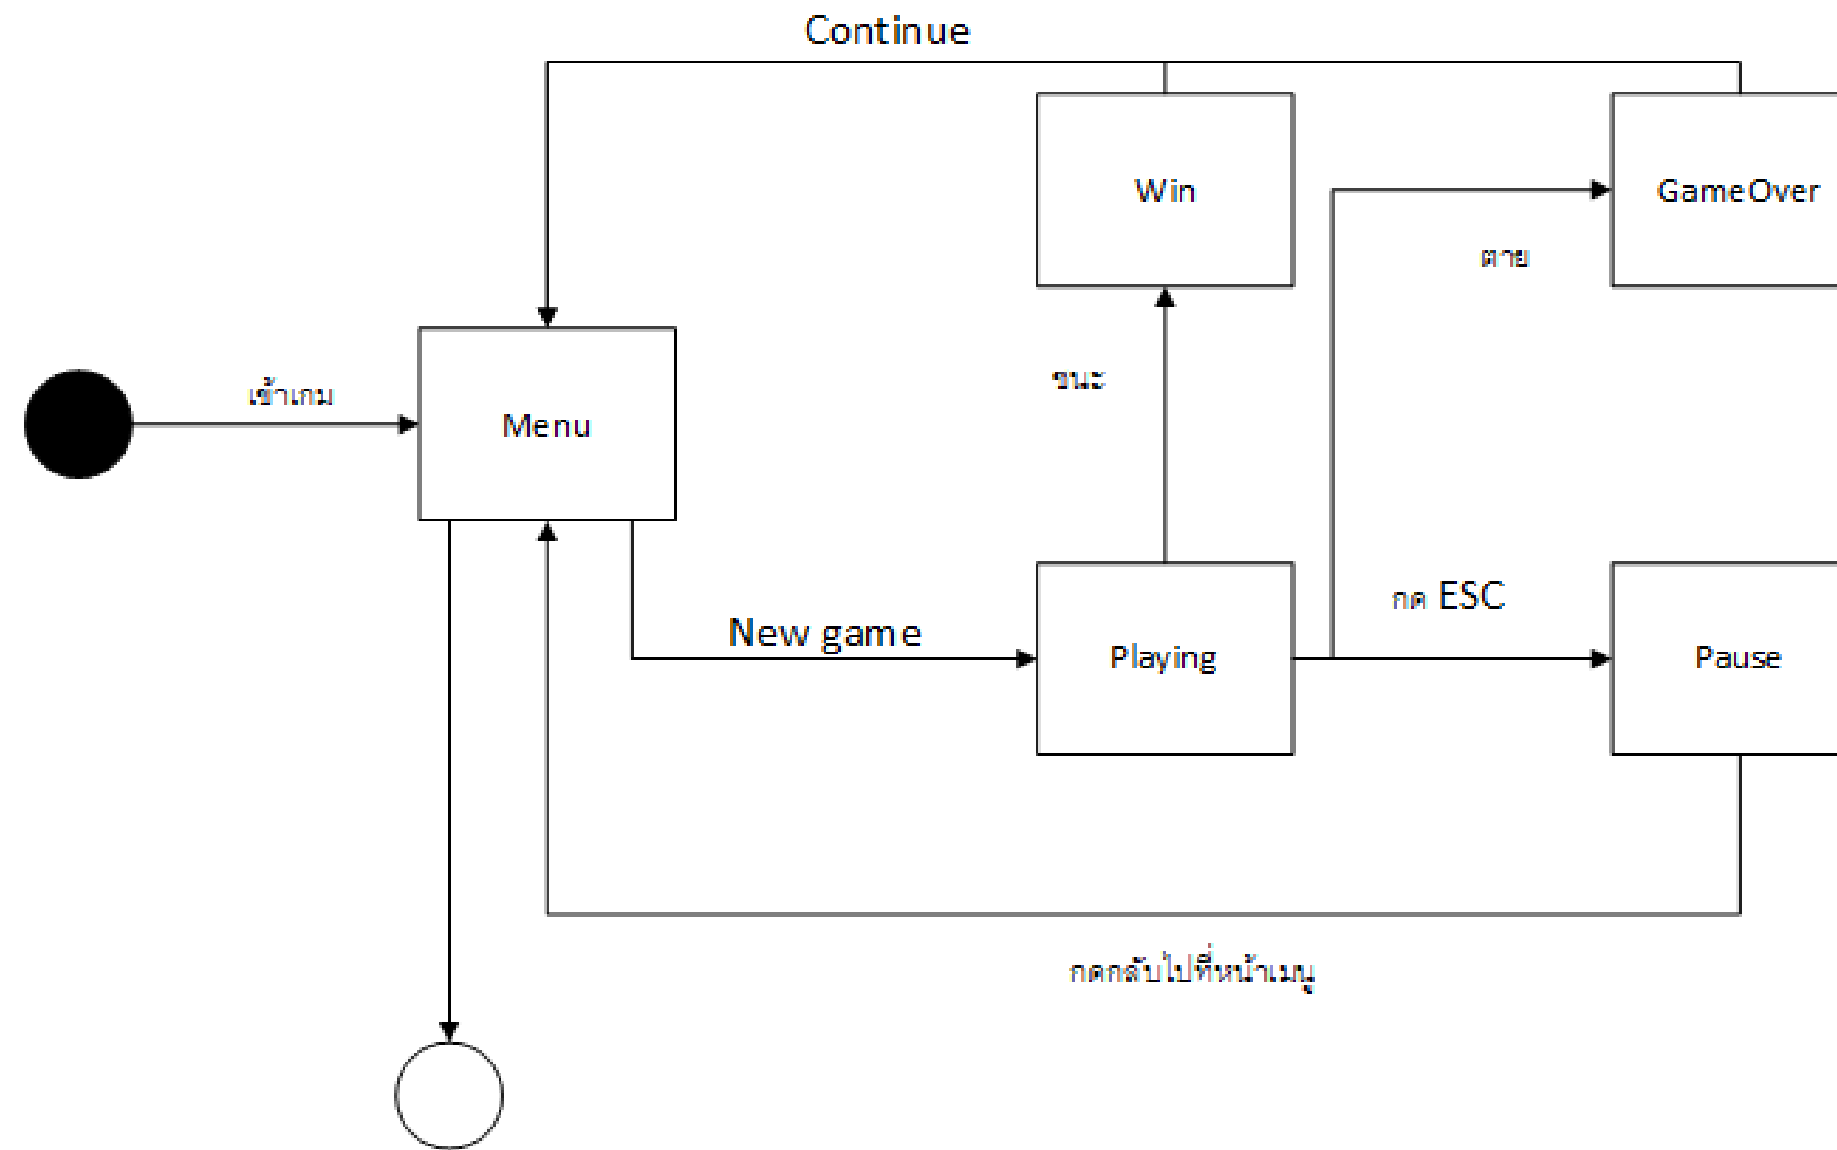 Continue
Win
GameOver
ตาย
ชนะ
เข้าเกม
Menu
กด ESC
New game
Playing
Pause
กดกลับไปที่หน้าเมนู